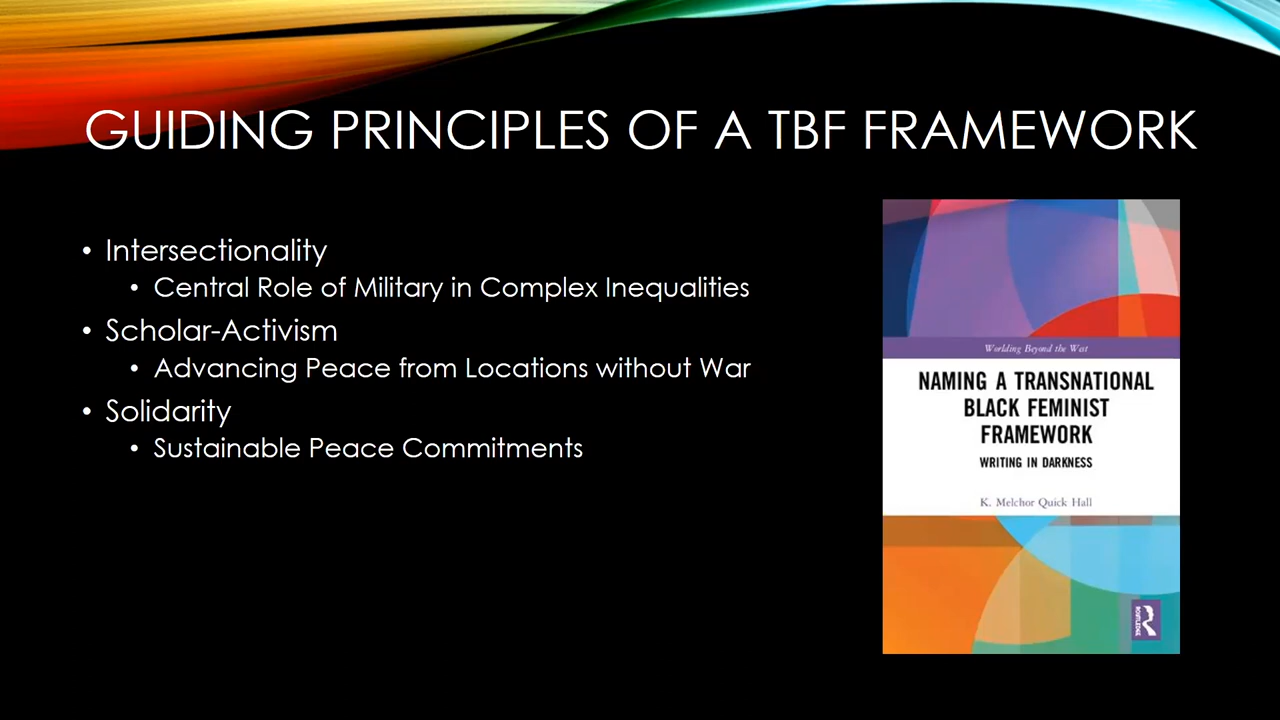 GUIDING PRINCIPLES OF A TBF FRAMEWORK
• Intersectionality
• Central Role of Military in Complex Inequalities
• Scholar-Activism
• Advancing Peace from Locations without War
• Solidarity
• Sustainable Peace Commitments
Worlding Beyond the West
NAMING A TRANSNATIONAL
BLACK FEMINIST
FRAMEWORK
WRITING IN DARKNESS
K. Melchor Quick Hall
ROUTLEDGE